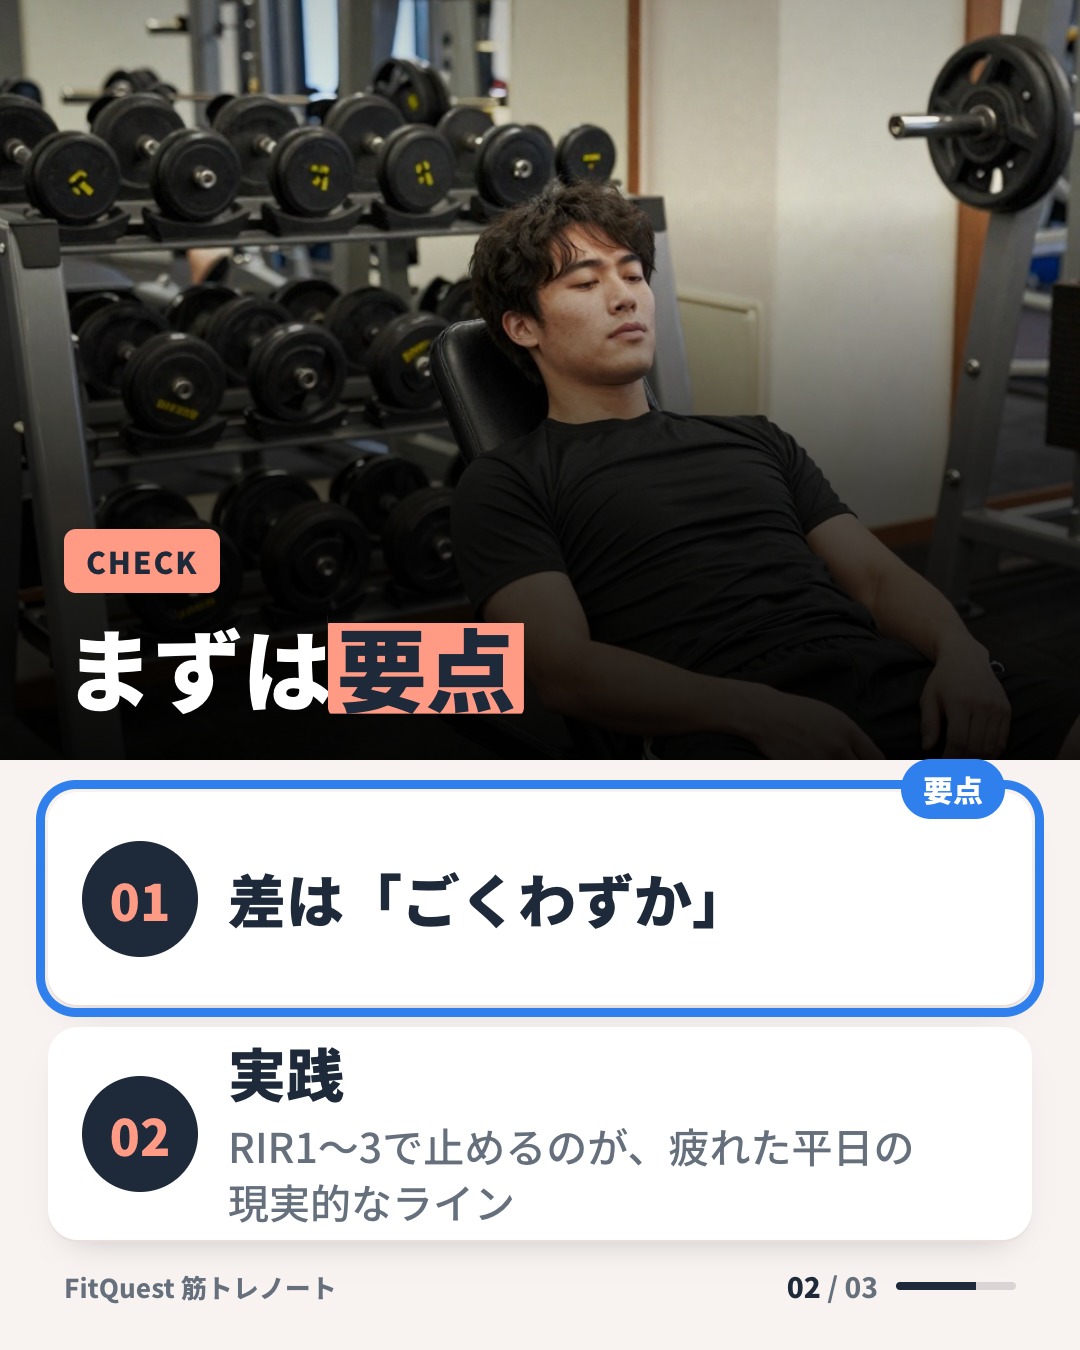 CHECK
まずは要点
要点
01
差は「ごくわずか」
02
実践
RIR1〜3で止めるのが、疲れた平日の
現実的なライン
FitQuest 筋トレノート
02 / 03